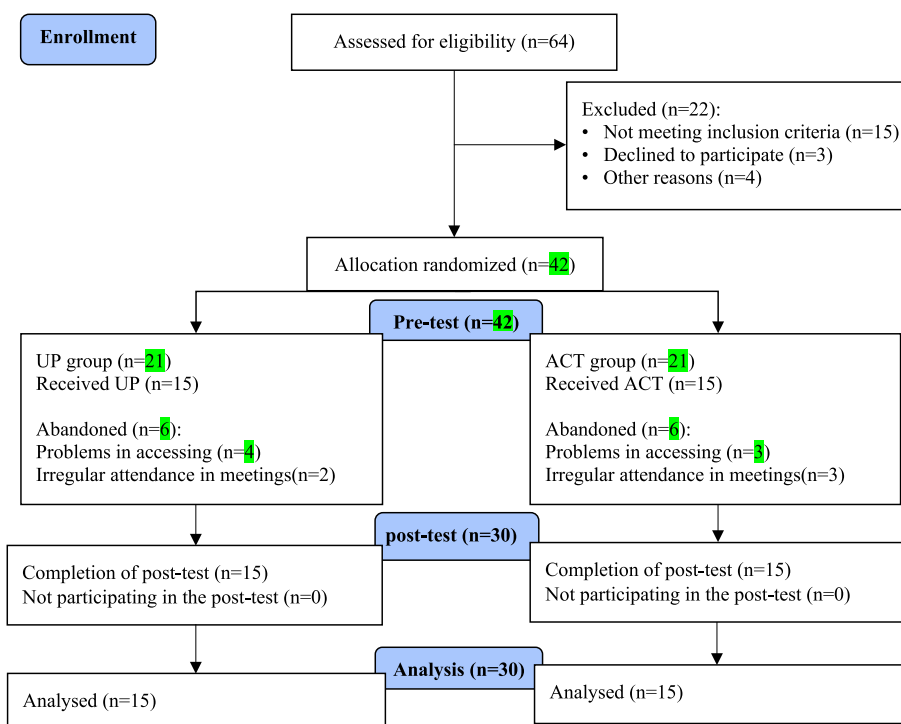 Enrollment
Assessed for eligibility (n=64)
Excluded (n=22):
• Not meeting inclusion criteria (n=15)
• Declined to participate (n=3)
• Other reasons (n=4)
Allocation randomized (n=42)
Pre-test (n=42)
UP group (n=21)
Received UP (n=15)
Abandoned (n=6):
Problems in accessing (n=4)
Irregular attendance in meetings(n=2)
ACT group (n=21)
Received ACT (n=15)
Abandoned (n=6):
Problems in accessing (n=3)
Irregular attendance in meetings(n=3)
post-test (n=30)
Completion of post-test (n=15)
Not participating in the post-test (n=0)
Completion of post-test (n=15)
Not participating in the post-test (n=0)
Analysis (n=30)
Analysed (n=15)
Analysed (n=15)